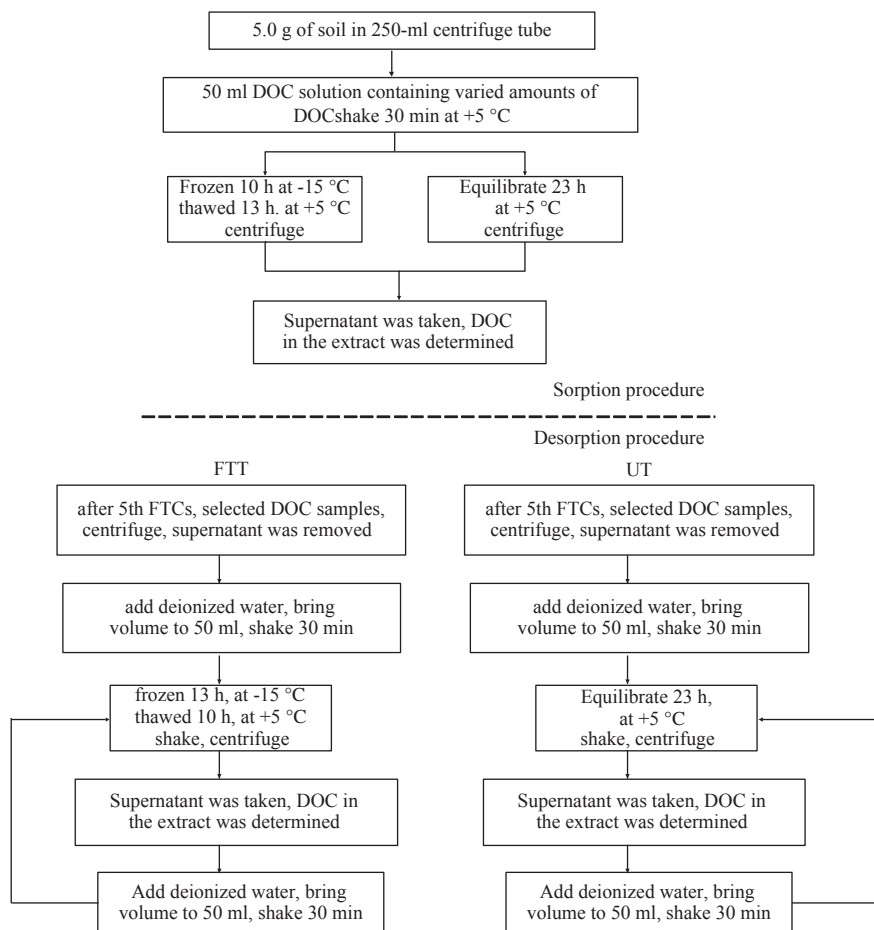 5.0 g of soil in 250-ml centrifuge tube
50 ml DOC solution containing varied amounts of
DOCshake 30 min at +5 °C
Frozen 10 h at -15 °C
thawed 13 h. at +5 °C
centrifuge
Equilibrate 23 h
at +5 °C
centrifuge
Supernatant was taken, DOC
in the extract was determined
Sorption procedure
Desorption procedure
FTT
after 5th FTCs, selected DOC samples,
centrifuge, supernatant was removed
add deionized water, bring
volume to 50 ml, shake 30 min
frozen 13 h, at -15 °C
thawed 10 h, at +5 °C
shake, centrifuge
Supernatant was taken, DOC in
the extract was determined
Add deionized water, bring
volume to 50 ml, shake 30 min
UT
after 5th FTCs, selected DOC samples,
centrifuge, supernatant was removed
add deionized water, bring
volume to 50 ml, shake 30 min
Equilibrate 23 h,
at +5 °C
shake, centrifuge
Supernatant was taken, DOC in
the extract was determined
Add deionized water, bring
volume to 50 ml, shake 30 min